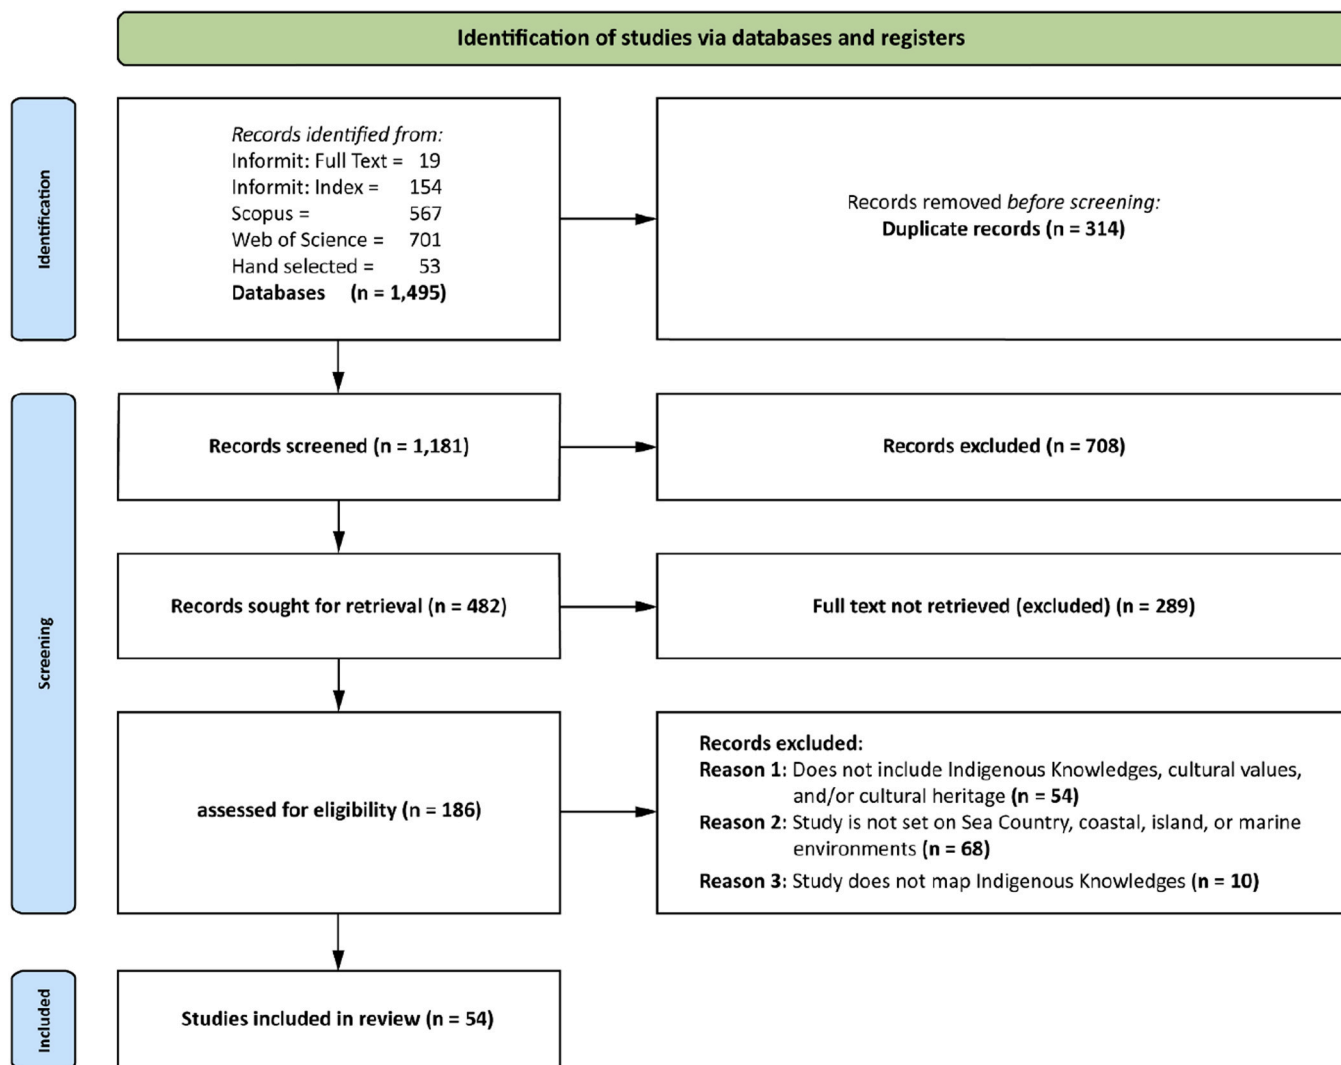 Identification of studies via databases and registers
Identification
Records identified from:
Informit: Full Text = 19
Informit: Index = 154
Scopus = 567
Web of Science = 701
Hand selected = 53
Databases (n = 1,495)
Records removed before screening:
Duplicate records (n = 314)
Screening
Records screened (n = 1,181)
Records excluded (n = 708)
Records sought for retrieval (n = 482)
Full text not retrieved (excluded) (n = 289)
assessed for eligibility (n = 186)
Records excluded:
Reason 1: Does not include Indigenous Knowledges, cultural values,
and/or cultural heritage (n = 54)
Reason 2: Study is not set on Sea Country, coastal, island, or marine
environments (n = 68)
Reason 3: Study does not map Indigenous Knowledges (n = 10)
Included
Studies included in review (n = 54)